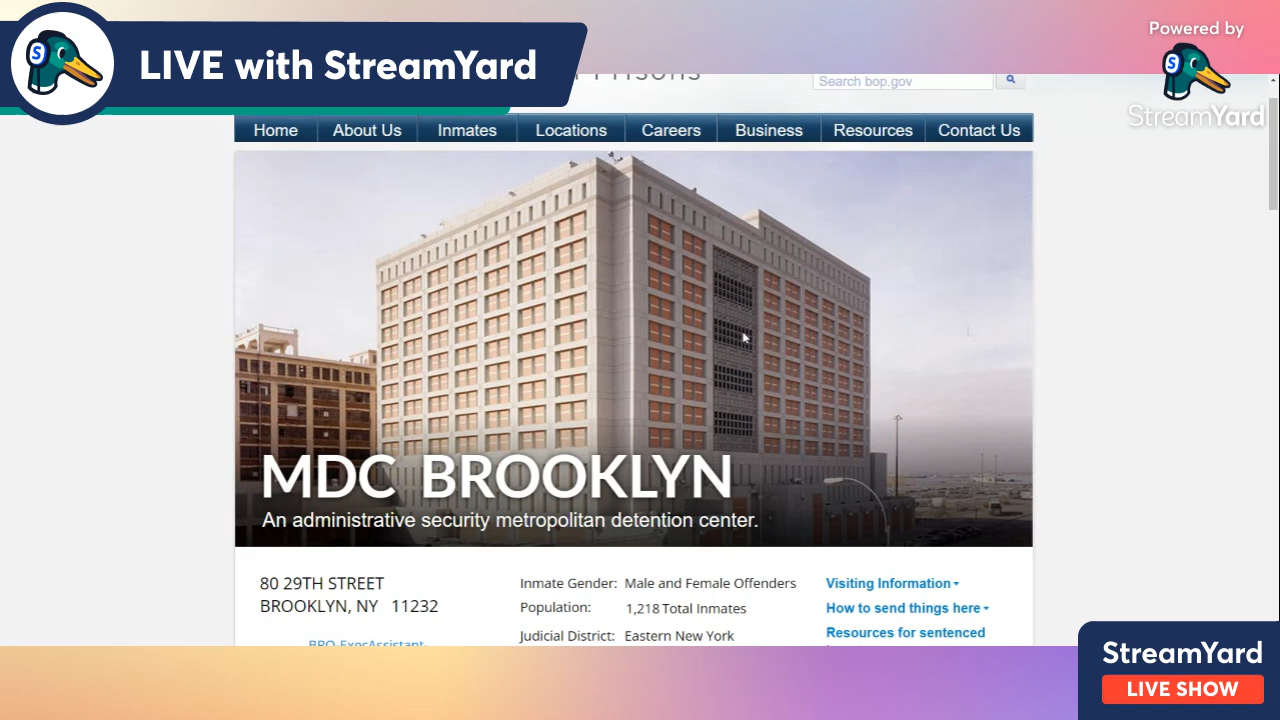 LIVE with StreamYard
Powered by
StreamYard
Prisons
Search bop.gov
Home About Us Inmates Locations Careers Business Resources Contact Us
MDC BROOKLYN
An administrative security metropolitan detention center.
80 29TH STREET
BROOKLYN, NY 11232
BRO-ExecAssistant-
Inmate Gender: Male and Female Offenders
Population: 1,218 Total Inmates
Judicial District: Eastern New York
Visiting Information
How to send things here
Resources for sentenced
StreamYard
LIVE SHOW